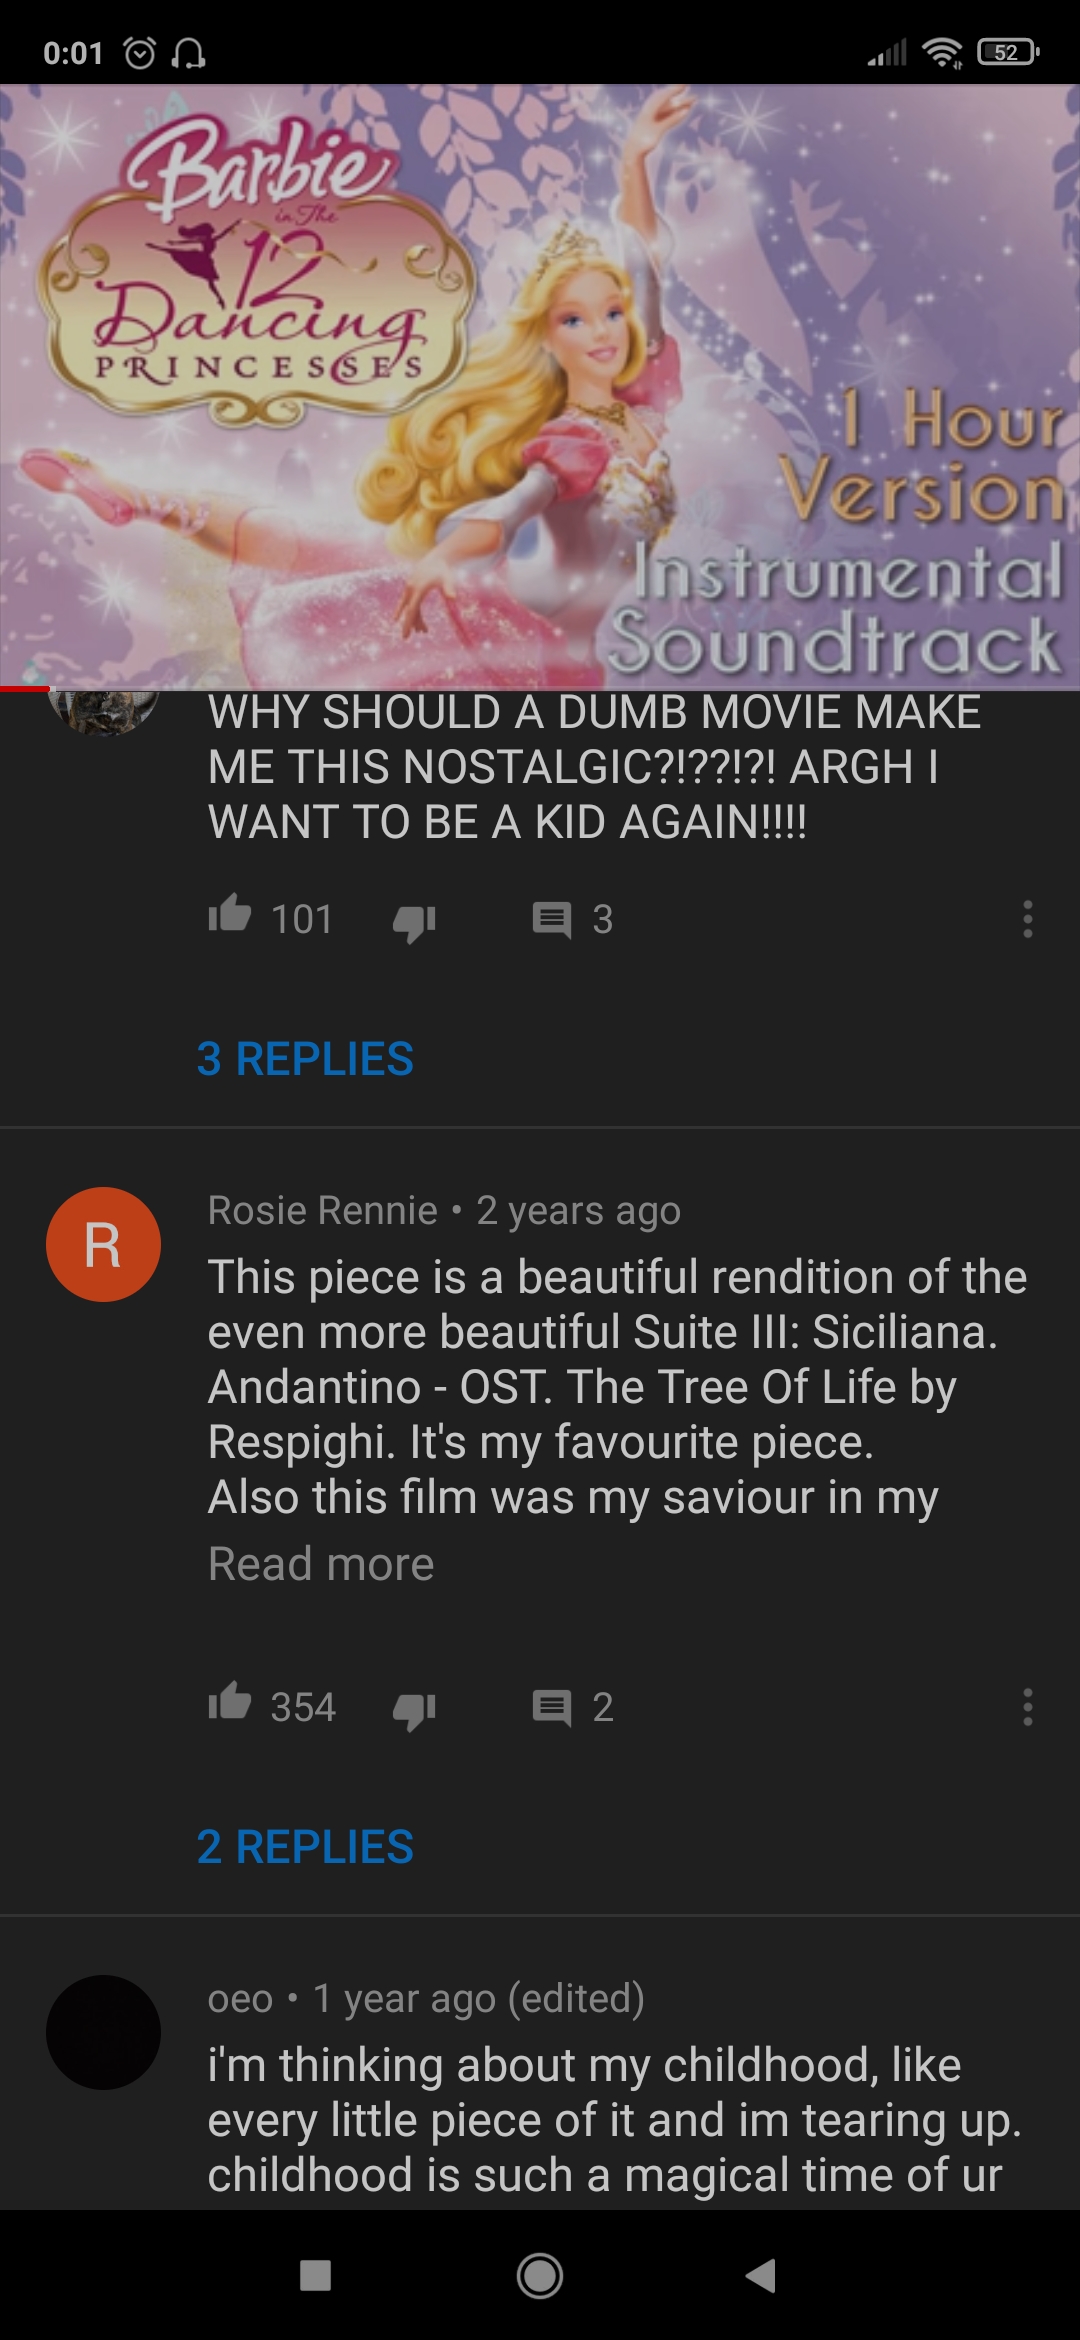 0:01
52
Barbie
in The
12
Dancing
PRINCESSES
1 Hour
Version
Instrumental
Soundtrack
WHY SHOULD A DUMB MOVIE MAKE
ME THIS NOSTALGIC?!??!?! ARGH I
WANT TO BE A KID AGAIN!!!!
101 3
3 REPLIES
R
Rosie Rennie • 2 years ago
This piece is a beautiful rendition of the
even more beautiful Suite III: Siciliana.
Andantino - OST. The Tree Of Life by
Respighi. It's my favourite piece.
Also this film was my saviour in my
Read more
354 2
2 REPLIES
oeo • 1 year ago (edited)
i'm thinking about my childhood, like
every little piece of it and im tearing up.
childhood is such a magical time of ur